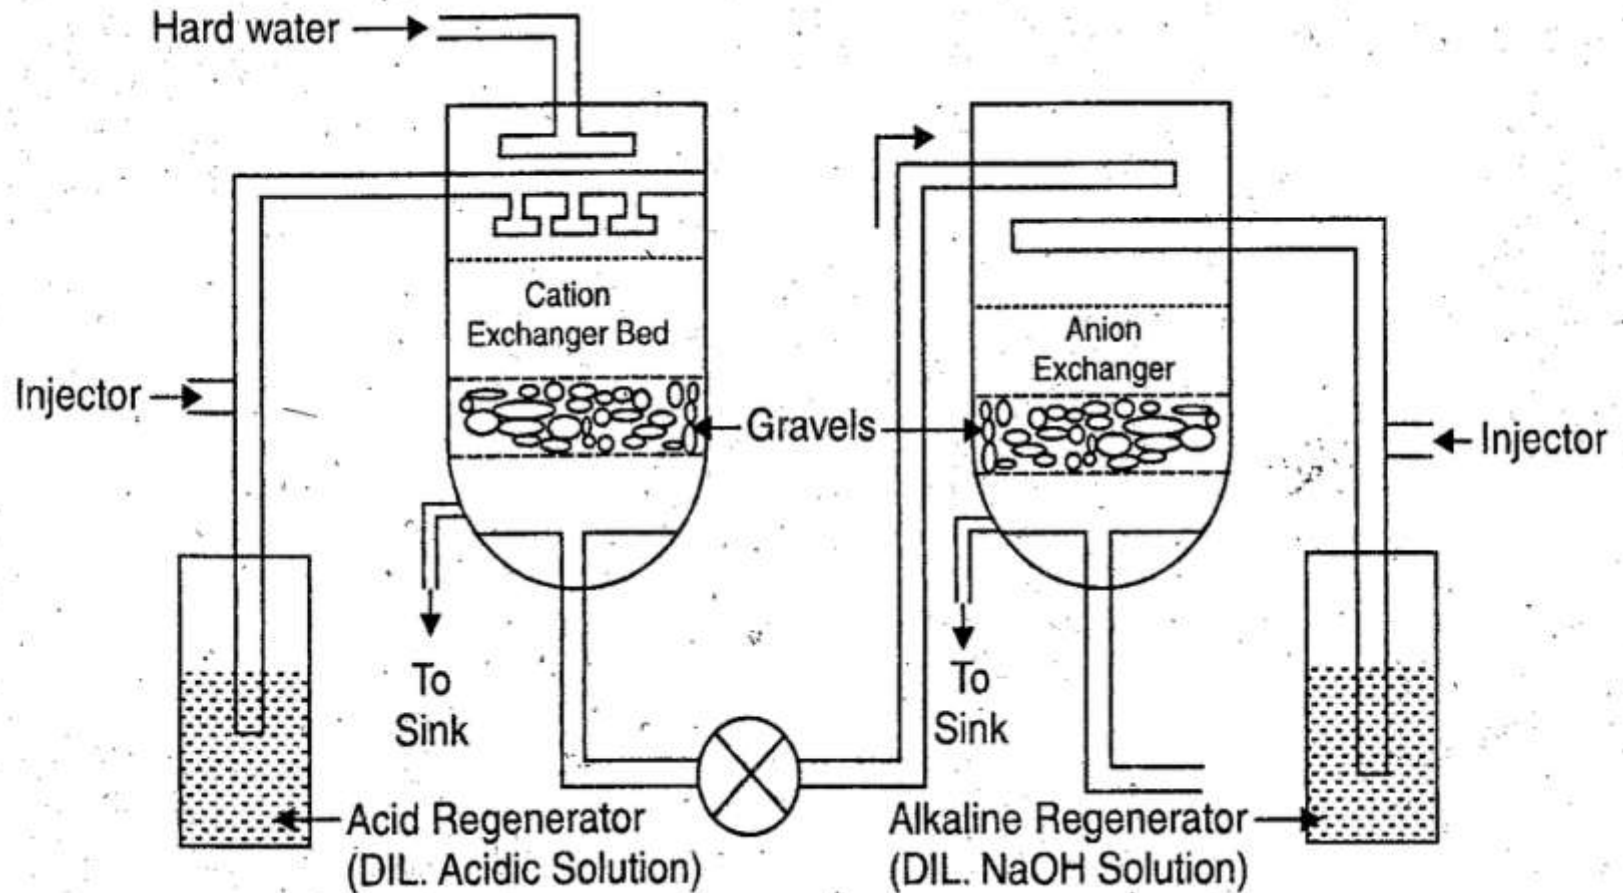 Hard water
Cation
Exchanger Bed
Anion
Exchanger
Injector
Gravels
Injector
To
Sink
To
Sink
Acid Regenerator
(DIL. Acidic Solution)
Alkaline Regenerator
(DIL. NaOH Solution)